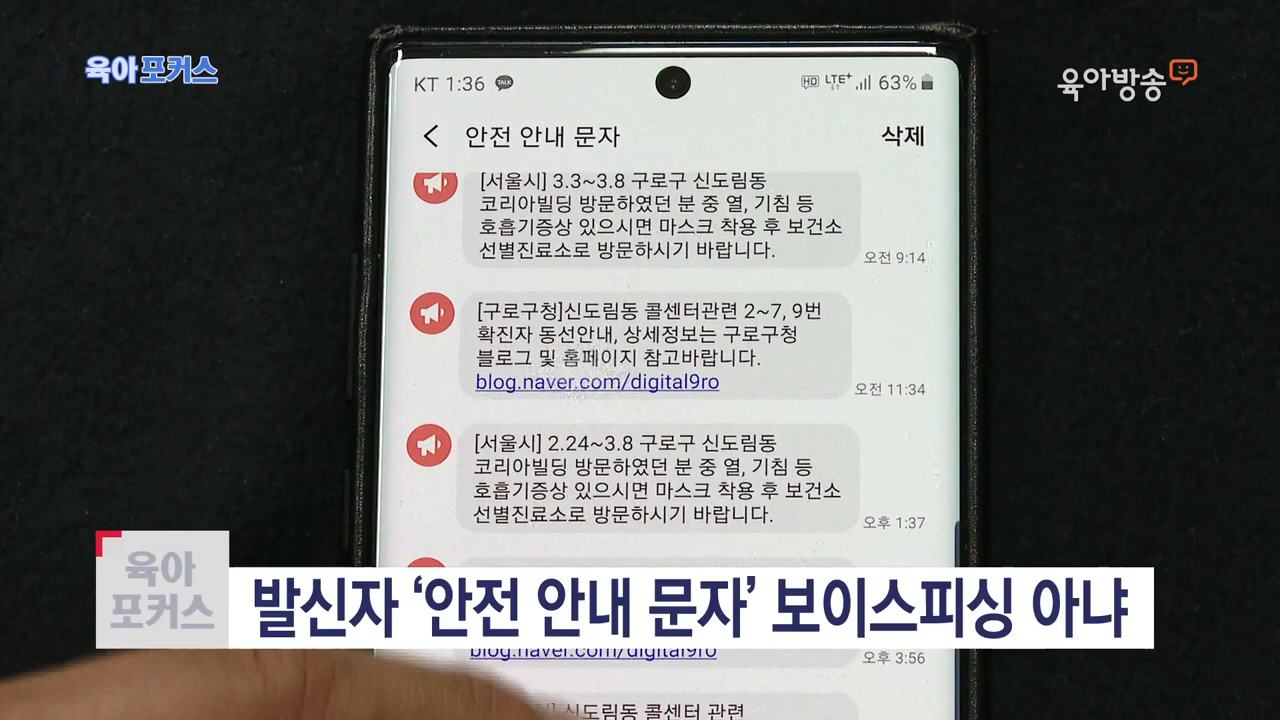 육아포커스
육아방송
KT 1:36 TALK
HD LTE+ 63%
안전 안내 문자
삭제
[서울시] 3.3~3.8 구로구 신도림동
코리아빌딩 방문하였던 분 중 열, 기침 등
호흡기증상 있으시면 마스크 착용 후 보건소
선별진료소로 방문하시기 바랍니다.
오전 9:14
[구로구청]신도림동 콜센터관련 2~7, 9번
확진자 동선안내, 상세정보는 구로구청
블로그 및 홈페이지 참고바랍니다.
blog.naver.com/digital9ro
오전 11:34
[서울시] 2.24~3.8 구로구 신도림동
코리아빌딩 방문하였던 분 중 열, 기침 등
호흡기증상 있으시면 마스크 착용 후 보건소
선별진료소로 방문하시기 바랍니다.
오후 1:37
육아
포커스
발신자 ‘안전 안내 문자’ 보이스피싱 아냐
blog.naver.com/digital9ro
오후 3:56
신도림동 콜센터 관련